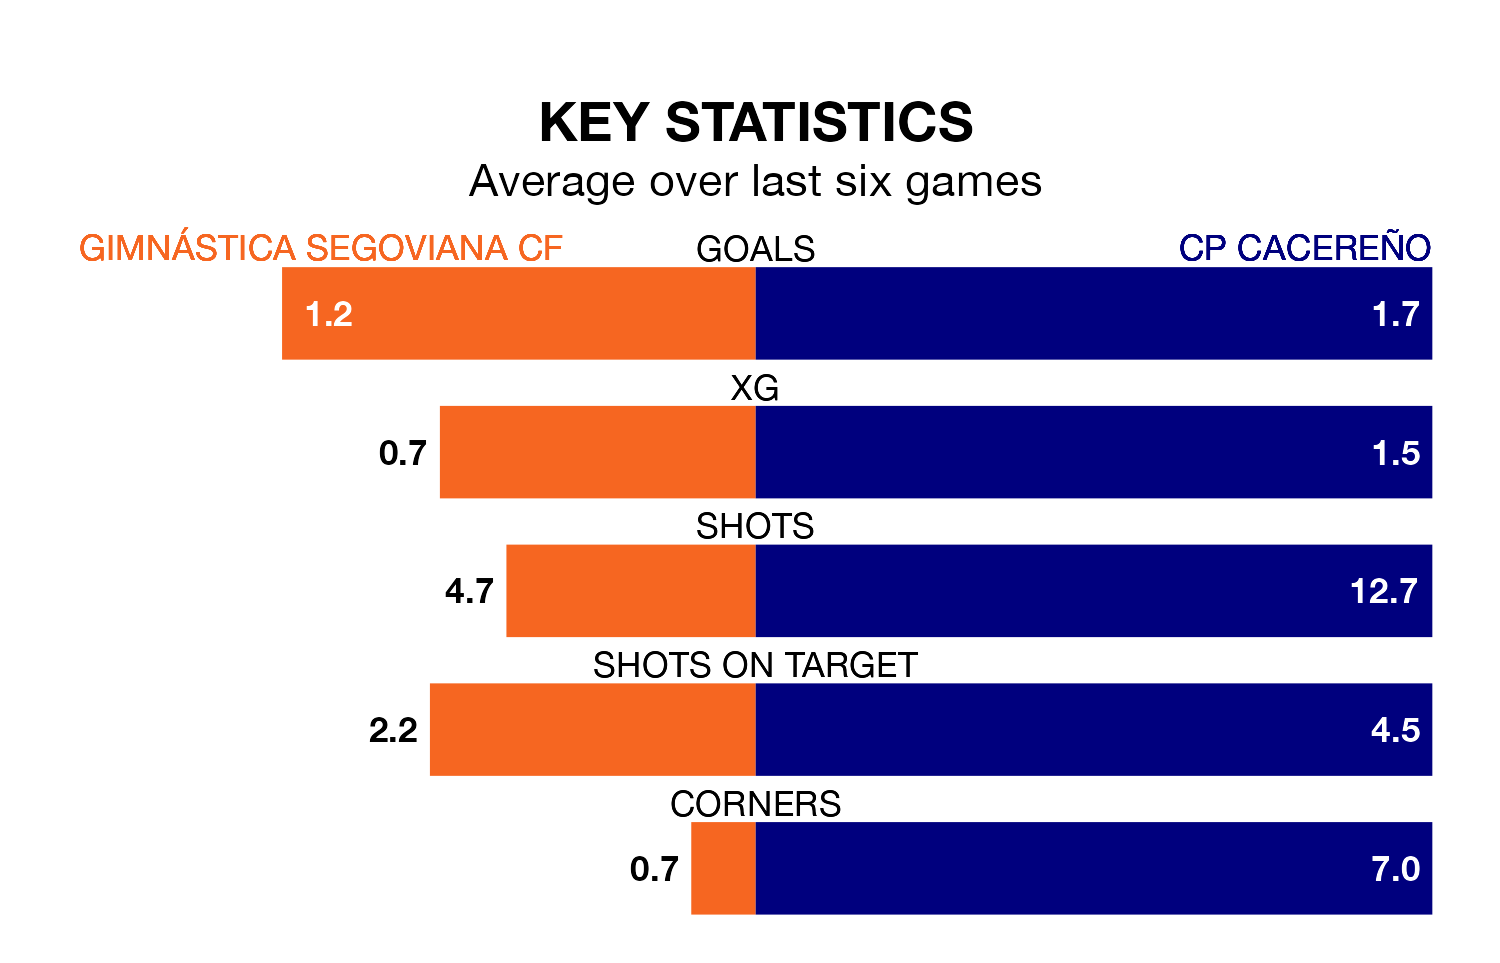 KEY STATISTICS
Average over last six games
GIMNÁSTICA SEGOVIANA CF GOALS CP CACEREÑO
1.2 1.7
XG
0.7 1.5
SHOTS
4.7 12.7
SHOTS ON TARGET
2.2 4.5
CORNERS
0.7 7.0